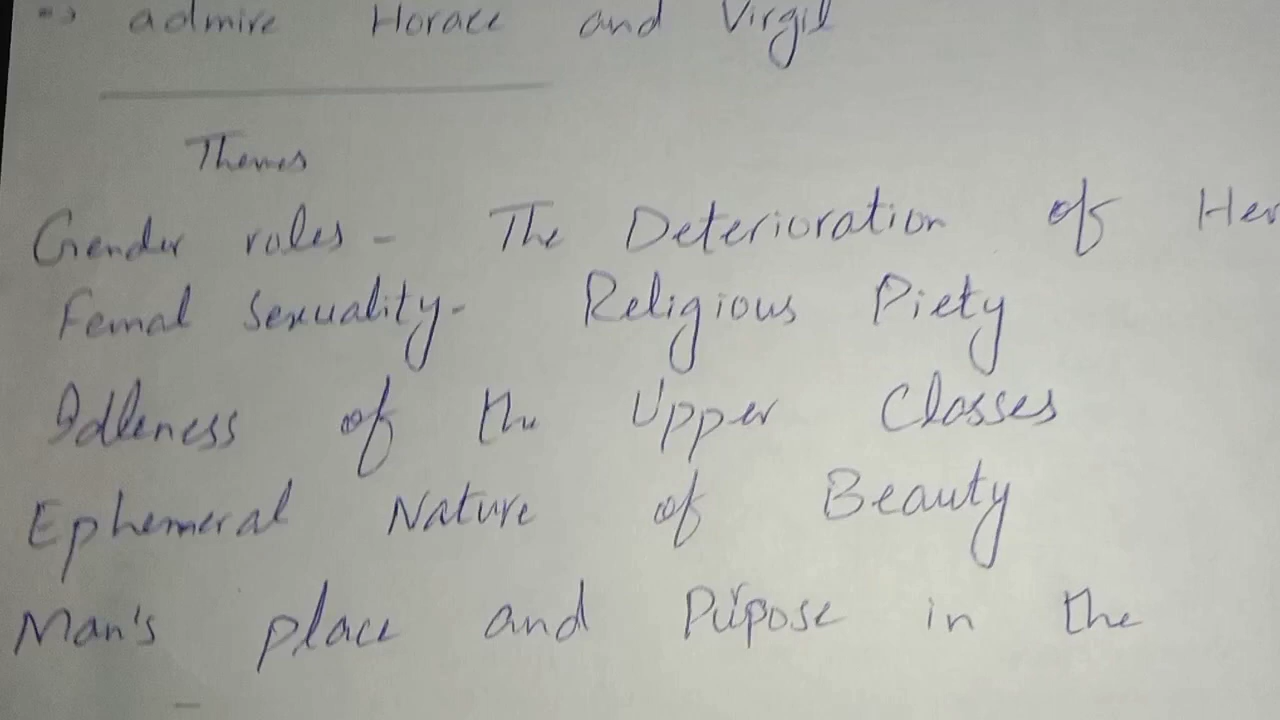 => admire Horace and Virgil
Themes
Gender roles - The Deterioration of
Femal sexuality- Religious Piety
Idleness of the Upper Classes
Ephemeral Nature of Beauty
Man's place and Purpose in the